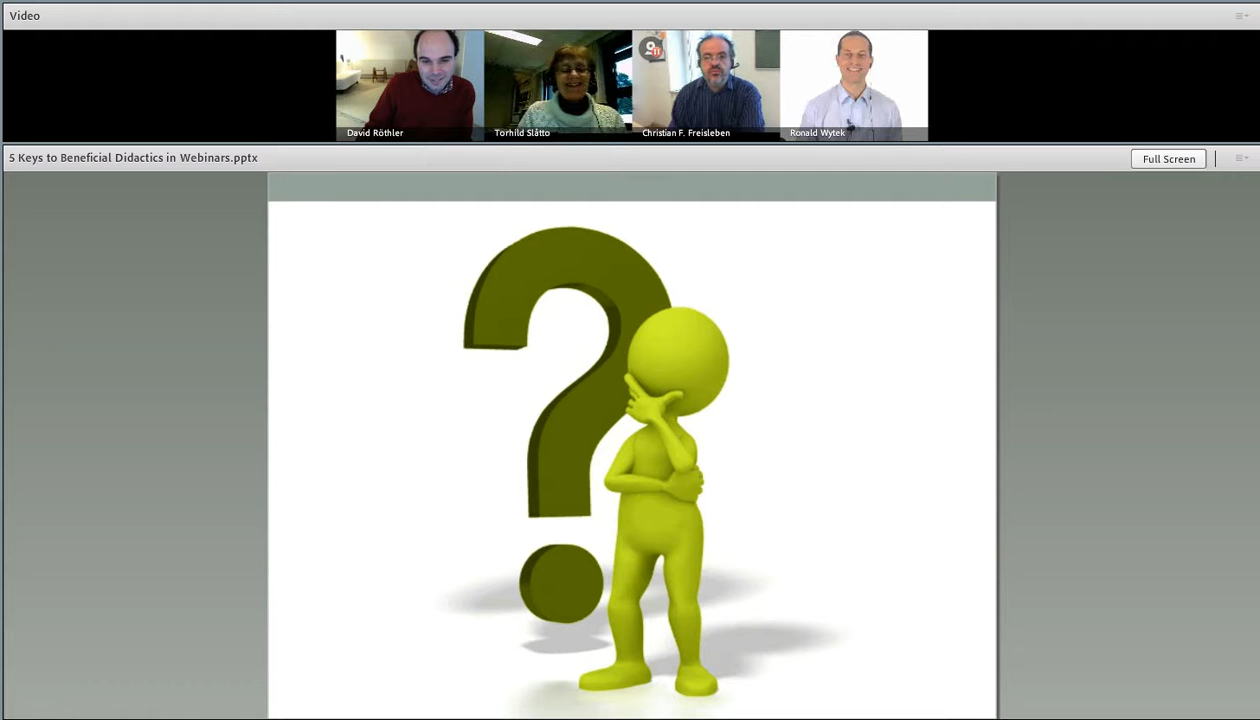 Video
David Röthler
Torhild Slåtto
Christian F. Freisleben
Ronald Wytek
5 Keys to Beneficial Didactics in Webinars.pptx
Full Screen
?